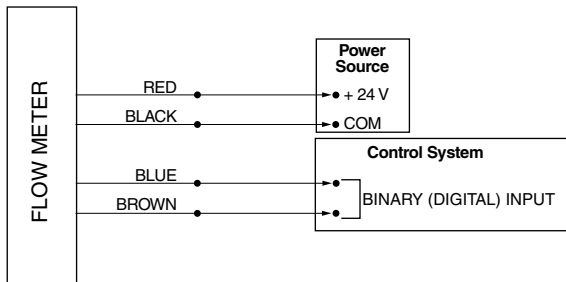 FLOW METER
Power
Source
RED
+ 24 V
BLACK
COM
Control System
BLUE
BINARY (DIGITAL) INPUT
BROWN